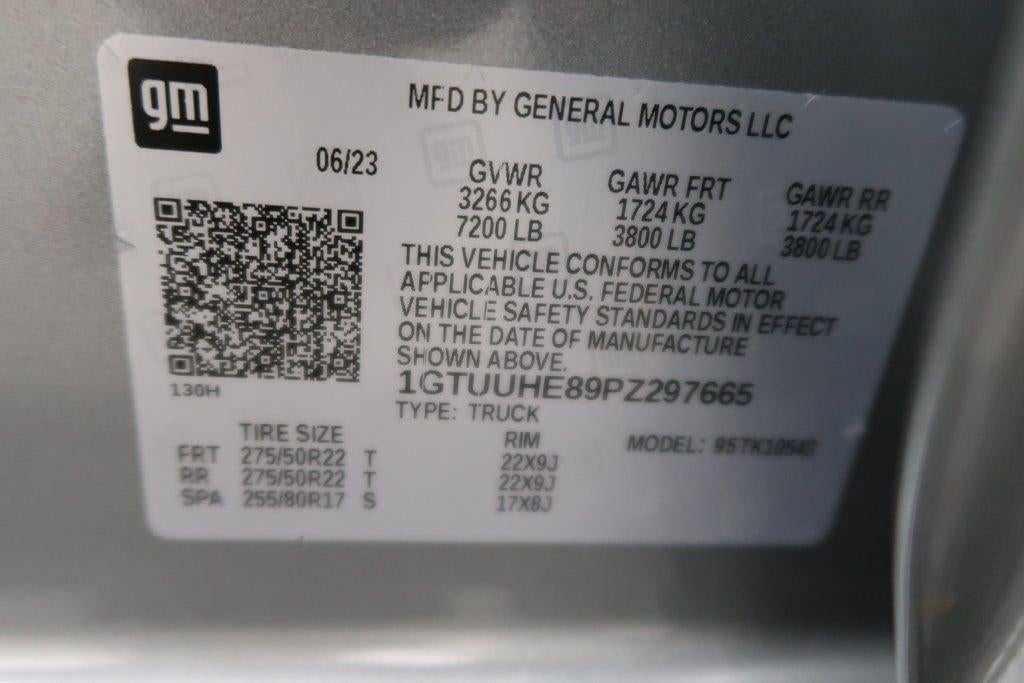 gm
MFD BY GENERAL MOTORS LLC
06/23
GVWR GAWR FRT GAWR RR
3266 KG 1724 KG 1724 KG
7200 LB 3800 LB 3800 LB
THIS VEHICLE CONFORMS TO ALL
APPLICABLE U.S. FEDERAL MOTOR
VEHICLE SAFETY STANDARDS IN EFFECT
ON THE DATE OF MANUFACTURE
SHOWN ABOVE.
130H
1GTUUHE89PZ297665
TYPE: TRUCK
TIRE SIZE RIM MODEL:
FRT 275/50R22 T 22X9J
RR 275/50R22 T 22X9J
SPA 255/80R17 S 17X8J